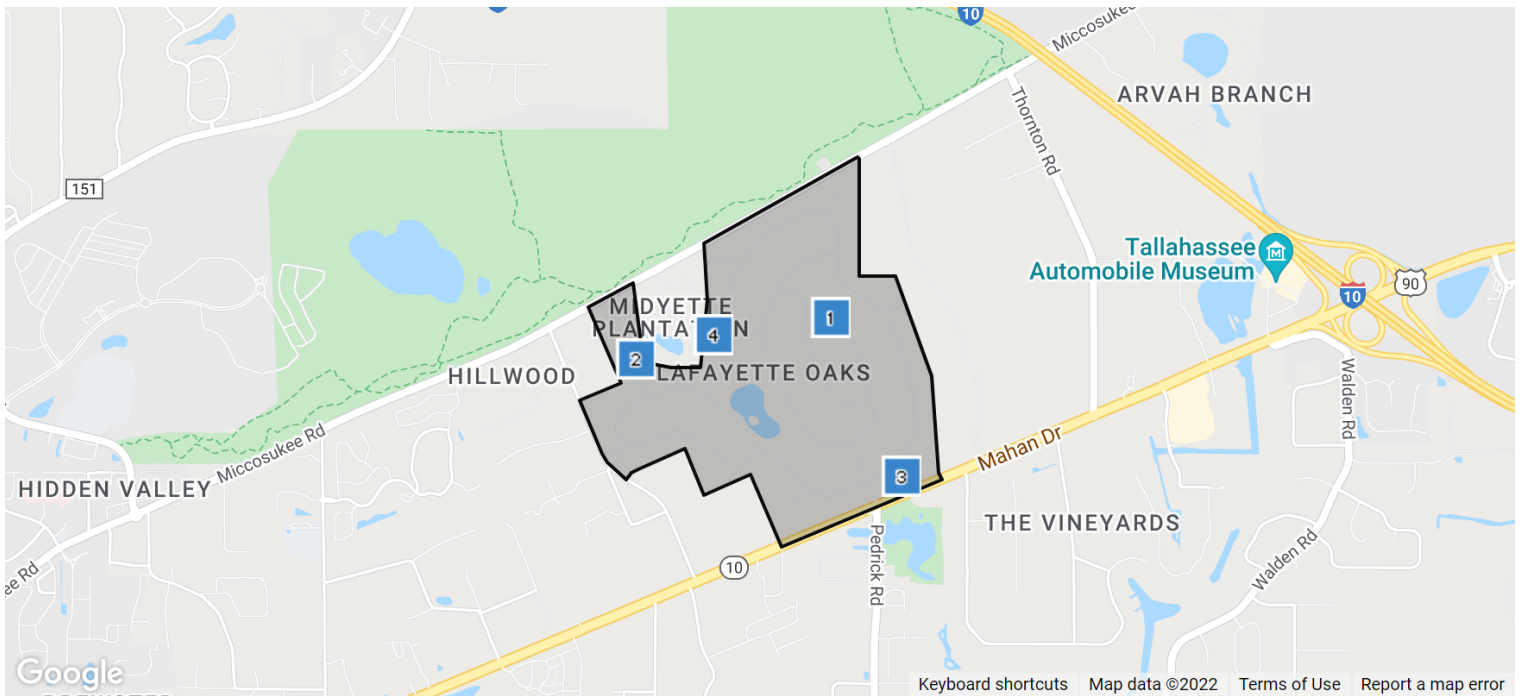 10
Miccosukee
ARVAH BRANCH
Thornton Rd
151
Tallahassee
Automobile Museum
90
10
MIDYETTE
PLANTATION
1
4
2
HILLWOOD
LAFAYETTE OAKS
Walden Rd
Mahan Dr
Miccosukee Rd
3
HIDDEN VALLEY
THE VINEYARDS
Pedrick Rd
Walden Rd
10
ee Rd
Google
Keyboard shortcuts
Map data ©2022
Terms of Use
Report a map error